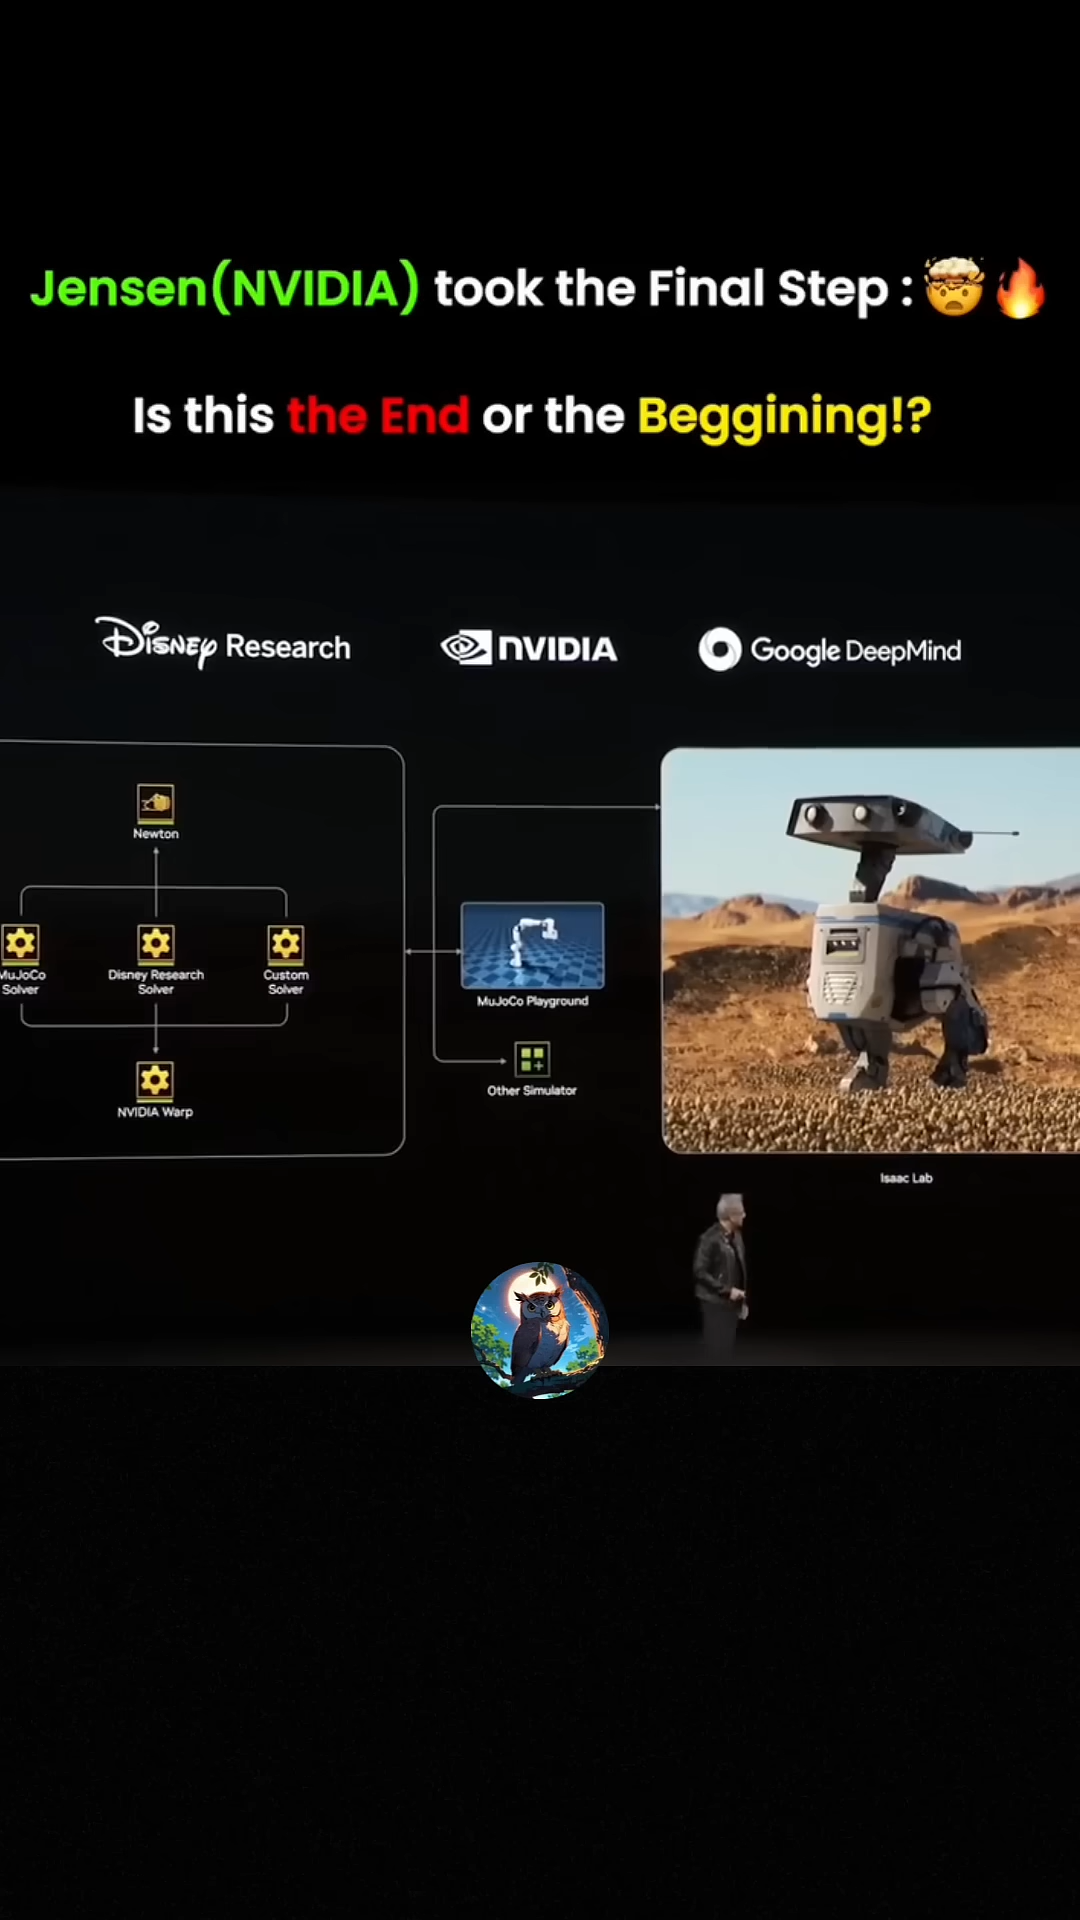 Jensen(NVIDIA) took the Final Step : 🤯🔥
Is this the End or the Beggining!?
Disney Research
NVIDIA
Google DeepMind
Newton
MuJoCo
Solver
Disney Research
Solver
Custom
Solver
NVIDIA Warp
MuJoCo Playground
Other Simulator
Isaac Lab